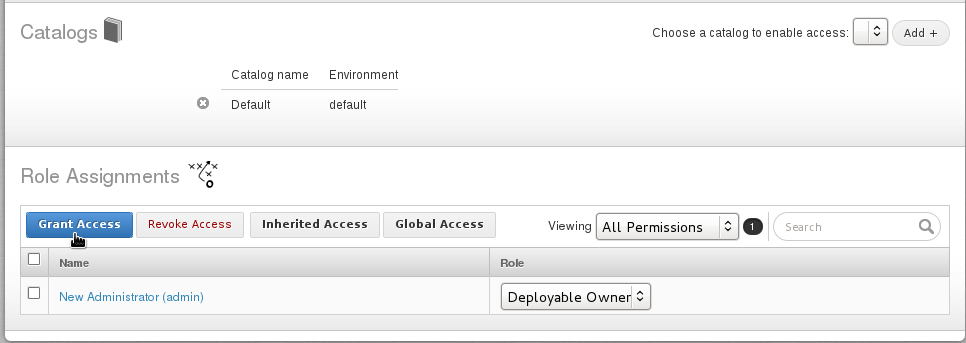 Catalogs
Choose a catalog to enable access: Add +
Catalog name Environment
Default default
Role Assignments
Grant Access Revoke Access Inherited Access Global Access Viewing All Permissions 1 Search
Name Role
New Administrator (admin) Deployable Owner